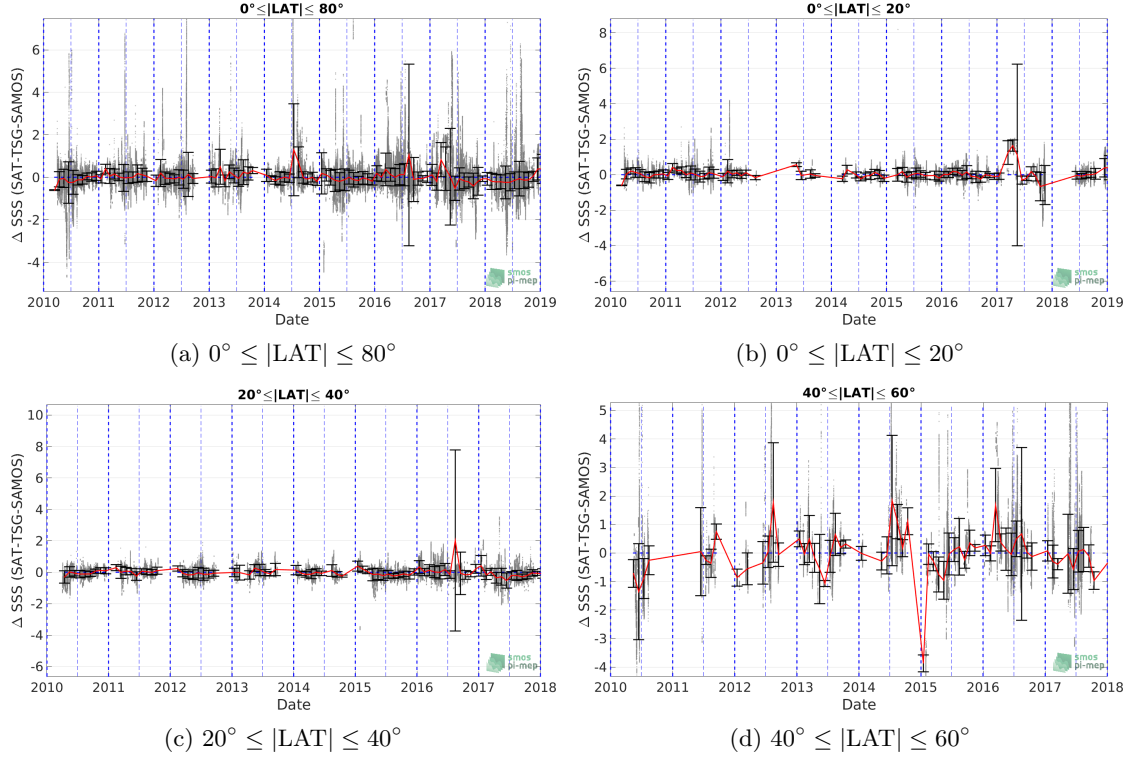 0°≤|LAT|≤ 80°
Δ SSS (SAT-TSG-SAMOS)
6
4
2
0
-2
-4
2010 2011 2012 2013 2014 2015 2016 2017 2018 2019
Date
smos
pi-mep
(a) 0° ≤ |LAT| ≤ 80°
0°≤|LAT|≤ 20°
Δ SSS (SAT-TSG-SAMOS)
8
6
4
2
0
-2
-4
-6
2010 2011 2012 2013 2014 2015 2016 2017 2018 2019
Date
smos
pi-mep
(b) 0° ≤ |LAT| ≤ 20°
20°≤|LAT|≤ 40°
Δ SSS (SAT-TSG-SAMOS)
10
8
6
4
2
0
-2
-4
-6
2010 2011 2012 2013 2014 2015 2016 2017 2018
Date
smos
pi-mep
(c) 20° ≤ |LAT| ≤ 40°
40°≤|LAT|≤ 60°
Δ SSS (SAT-TSG-SAMOS)
5
4
3
2
1
0
-1
-2
-3
-4
2010 2011 2012 2013 2014 2015 2016 2017 2018
Date
smos
pi-mep
(d) 40° ≤ |LAT| ≤ 60°